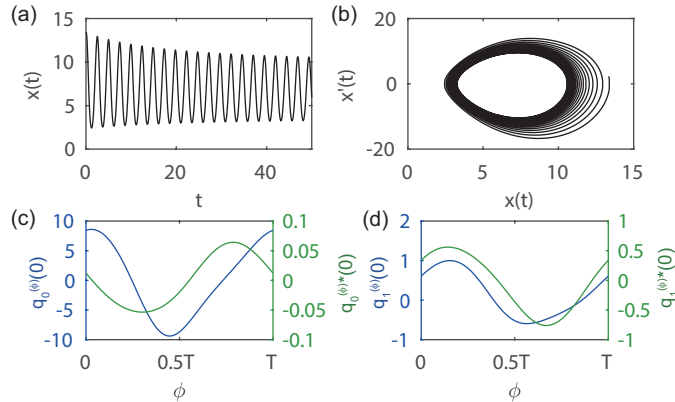 (a)
15
10
5
0
x(t)
0
20
40
t
(b)
20
0
-20
x'(t)
0
5
10
15
x(t)
(c)
10
5
0
-5
-10
q₀⁽ᶲ⁾(0)
0.1
0.05
0
-0.05
-0.1
q₀⁽ᶲ⁾*(0)
0
0.5T
T
ϕ
(d)
2
1
0
-1
q₁⁽ᶲ⁾(0)
1
0.5
0
-0.5
-1
q₁⁽ᶲ⁾*(0)
0
0.5T
T
ϕ